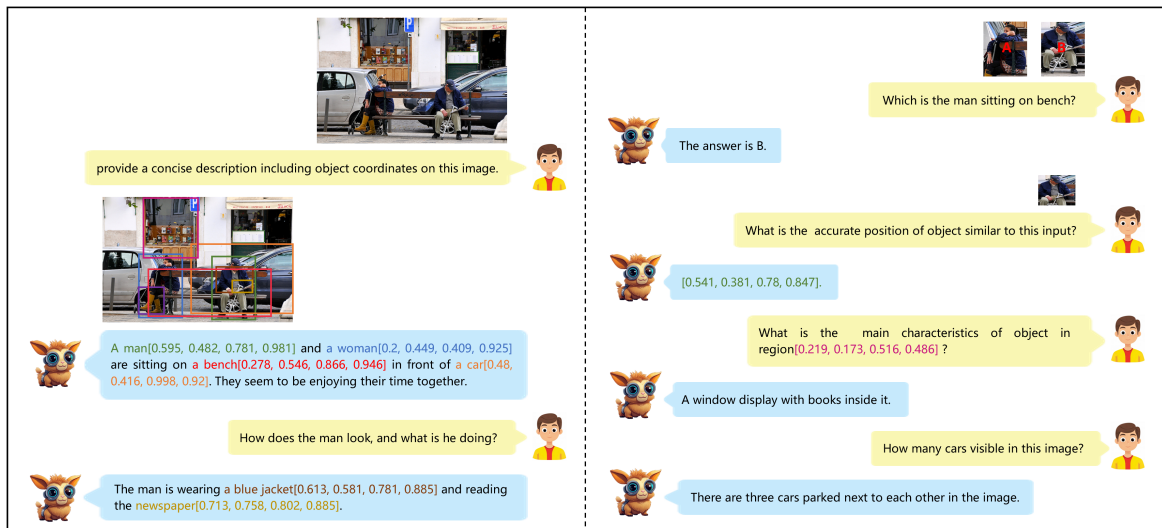 P
provide a concise description including object coordinates on this image.
P
A man[0.595, 0.482, 0.781, 0.981] and a woman[0.2, 0.449, 0.409, 0.925]
are sitting on a bench[0.278, 0.546, 0.866, 0.946] in front of a car[0.48,
0.416, 0.998, 0.92]. They seem to be enjoying their time together.
How does the man look, and what is he doing?
The man is wearing a blue jacket[0.613, 0.581, 0.781, 0.885] and reading
the newspaper[0.713, 0.758, 0.802, 0.885].
B
Which is the man sitting on bench?
The answer is B.
What is the accurate position of object similar to this input?
[0.541, 0.381, 0.78, 0.847].
What is the main characteristics of object in
region[0.219, 0.173, 0.516, 0.486] ?
A window display with books inside it.
How many cars visible in this image?
There are three cars parked next to each other in the image.